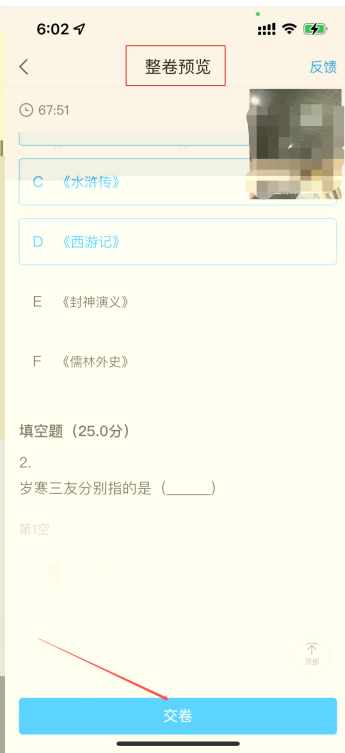 6:02
整卷预览
反馈
67:51
C 《水浒传》
D 《西游记》
E 《封神演义》
F 《儒林外史》
填空题（25.0分）
2.
岁寒三友分别指的是（______）
第1空
顶部
交卷